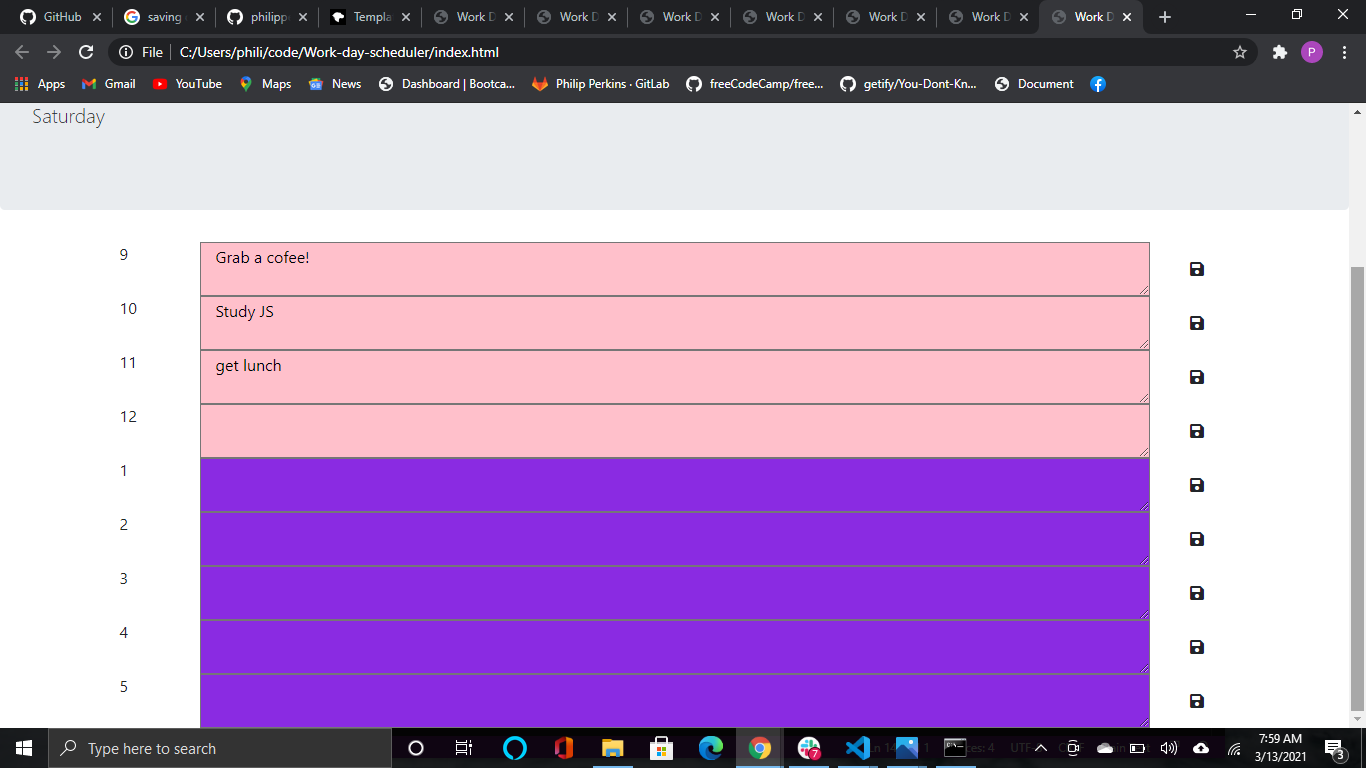 GitHub
saving
philipp
Templa
Work D
Work D
Work D
Work D
Work D
Work D
Work D
File
C:/Users/phili/code/Work-day-scheduler/index.html
P
Apps
Gmail
YouTube
Maps
News
Dashboard | Bootca...
Philip Perkins · GitLab
freeCodeCamp/free...
getify/You-Dont-Kn...
Document
Saturday
9
Grab a cofee!
10
Study JS
11
get lunch
12
1
2
3
4
5
Type here to search
7
7:59 AM
3/13/2021
3